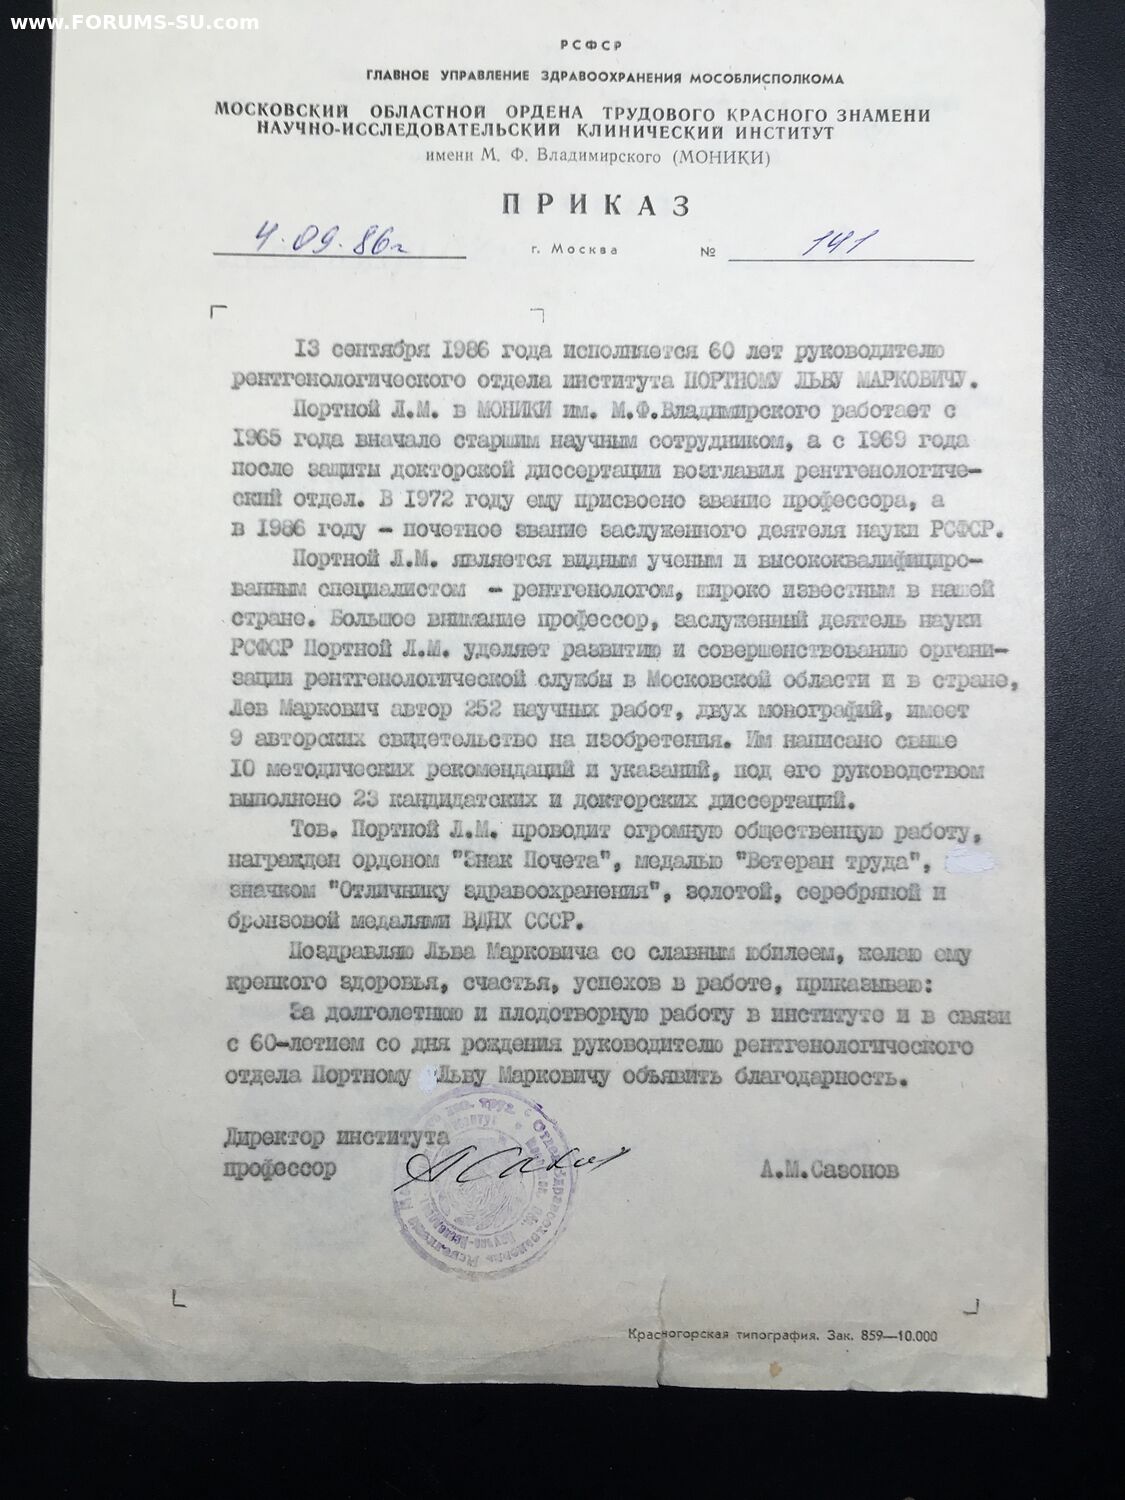 www.FORUMS-SU.com
РСФСР
ГЛАВНОЕ УПРАВЛЕНИЕ ЗДРАВООХРАНЕНИЯ МОСОБЛИСПОЛКОМА
МОСКОВСКИЙ ОБЛАСТНОЙ ОРДЕНА ТРУДОВОГО КРАСНОГО ЗНАМЕНИ
НАУЧНО-ИССЛЕДОВАТЕЛЬСКИЙ КЛИНИЧЕСКИЙ ИНСТИТУТ
имени М. Ф. Владимирского (МОНИКИ)
ПРИКАЗ
4.09.86г г. Москва № 141
13 сентября 1986 года исполняется 60 лет руководителю
рентгенологического отдела института ПОРТНОМУ ЛЬВУ МАРКОВИЧУ.
Портной Л.М. в МОНИКИ им. М.Ф.Владимирского работает с
1965 года вначале старшим научным сотрудником, а с 1969 года
после защиты докторской диссертации возглавил рентгенологиче-
ский отдел. В 1972 году ему присвоено звание профессора, а
в 1986 году - почетное звание заслуженного деятеля науки РСФСР.
Портной Л.М. является видным ученым и высококвалифициро-
ванным специалистом - рентгенологом, широко известным в нашей
стране. Большое внимание профессор, заслуженный деятель науки
РСФСР Портной Л.М. уделяет развитию и совершенствованию органи-
зации рентгенологической службы в Московской области и в стране,
Лев Маркович автор 252 научных работ, двух монографий, имеет
9 авторских свидетельство на изобретения. Им написано свыше
10 методических рекомендаций и указаний, под его руководством
выполнено 23 кандидатских и докторских диссертаций.
Тов. Портной Л.М. проводит огромную общественную работу,
награжден орденом "Знак Почета", медалью "Ветеран труда",
значком "Отличнику здравоохранения", золотой, серебряной и
бронзовой медалями ВДНХ СССР.
Поздравляю Льва Марковича со славным юбилеем, желаю ему
крепкого здоровья, счастья, успехов в работе, приказываю:
За долголетнюю и плодотворную работу в институте и в связи
с 60-летием со дня рождения руководителю рентгенологического
отдела Портному Льву Марковичу объявить благодарность.
Директор института
профессор А.М.Сазонов
Красногорская типография. Зак. 859—10.000